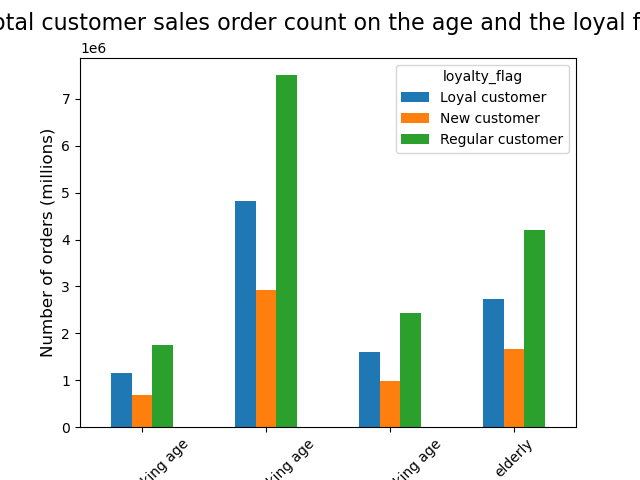 otal customer sales order count on the age and the loyal f
1e6
Number of orders (millions)
7
6
5
4
3
2
1
0
loyalty_flag
Loyal customer
New customer
Regular customer
king age
king age
king age
elderly